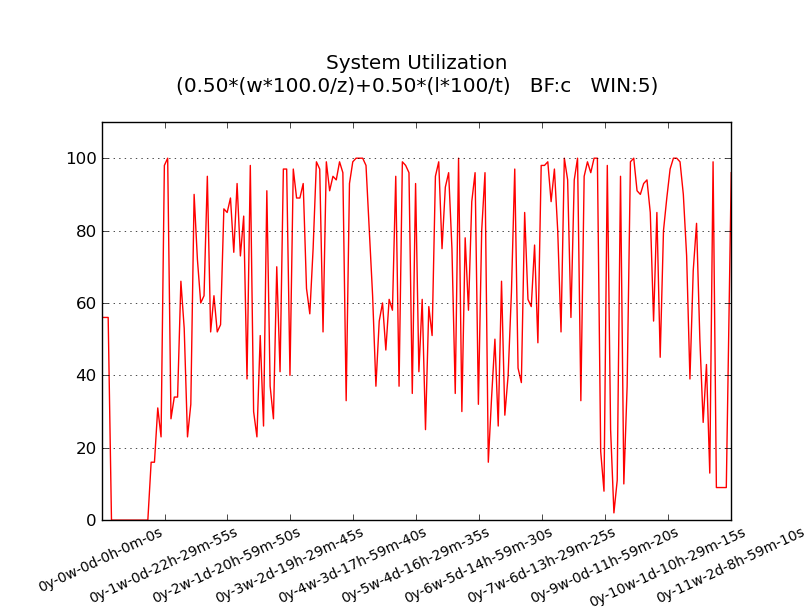 System Utilization
(0.50*(w*100.0/z)+0.50*(l*100/t) BF:c WIN:5)
100
80
60
40
20
0
0y-0w-0d-0h-0m-0s
0y-1w-0d-22h-29m-55s
0y-2w-1d-20h-59m-50s
0y-3w-2d-19h-29m-45s
0y-4w-3d-17h-59m-40s
0y-5w-4d-16h-29m-35s
0y-6w-5d-14h-59m-30s
0y-7w-6d-13h-29m-25s
0y-9w-0d-11h-59m-20s
0y-10w-1d-10h-29m-15s
0y-11w-2d-8h-59m-10s